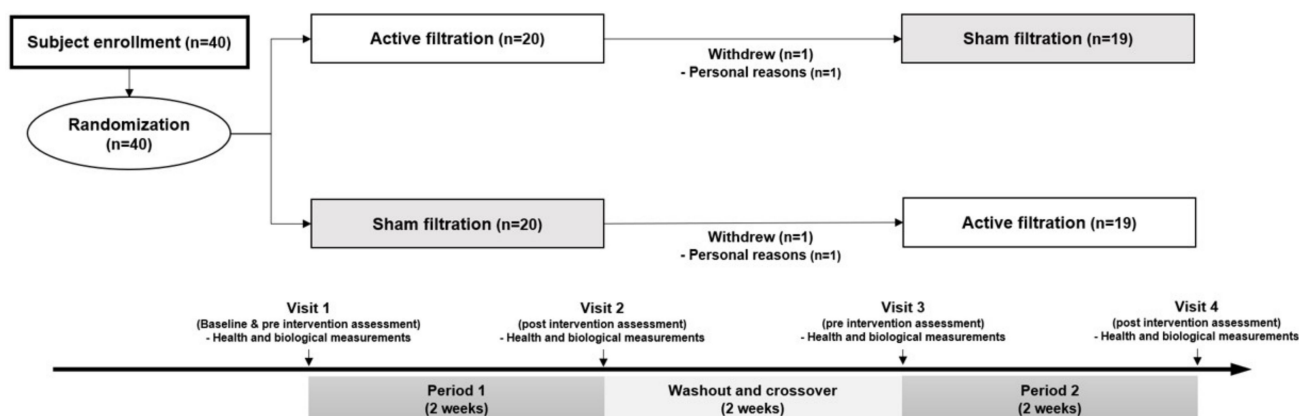 Subject enrollment (n=40)
Randomization
(n=40)
Active filtration (n=20)
Withdrew (n=1)
- Personal reasons (n=1)
Sham filtration (n=19)
Sham filtration (n=20)
Withdrew (n=1)
- Personal reasons (n=1)
Active filtration (n=19)
Visit 1
(Baseline & pre intervention assessment)
- Health and biological measurements
Visit 2
(post intervention assessment)
- Health and biological measurements
Visit 3
(pre intervention assessment)
- Health and biological measurements
Visit 4
(post intervention assessment)
- Health and biological measurements
Period 1
(2 weeks)
Washout and crossover
(2 weeks)
Period 2
(2 weeks)